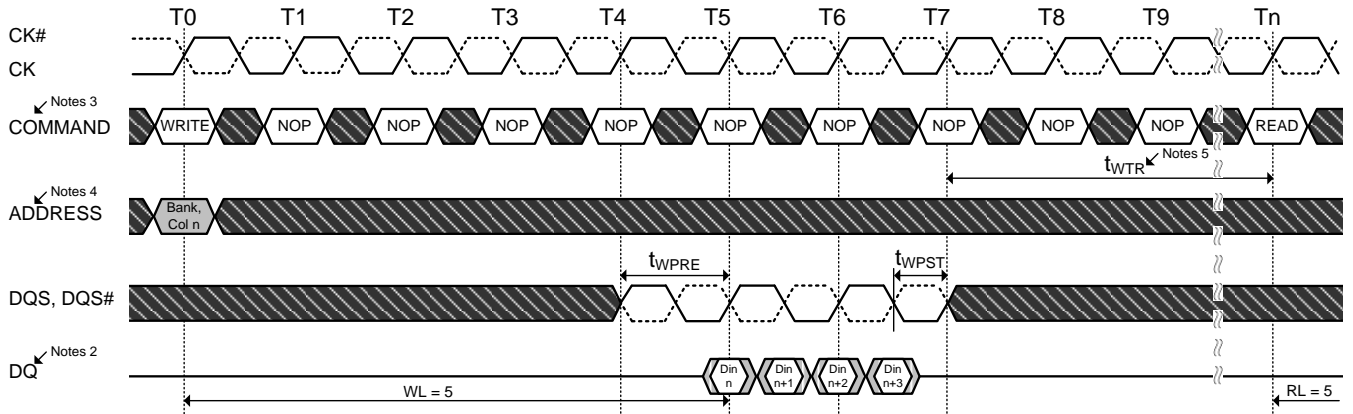 T0 T1 T2 T3 T4 T5 T6 T7 T8 T9 Tn
CK#
CK
Notes 3
COMMAND WRITE NOP NOP NOP NOP NOP NOP NOP NOP NOP READ
tWTR Notes 5
Notes 4
ADDRESS
Bank,
Col n
tWPRE tWPST
DQS, DQS#
Notes 2
DQ
Din
n
Din
n+1
Din
n+2
Din
n+3
WL = 5
RL = 5